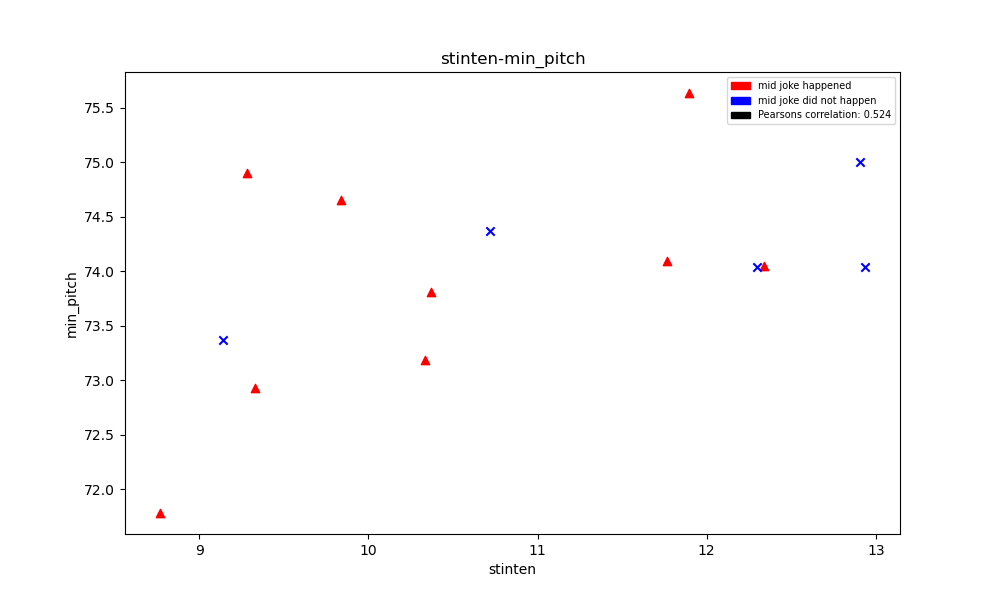 stinten-min_pitch
mid joke happened
mid joke did not happen
Pearsons correlation: 0.524
min_pitch
75.5
75.0
74.5
74.0
73.5
73.0
72.5
72.0
9 10 11 12 13
stinten